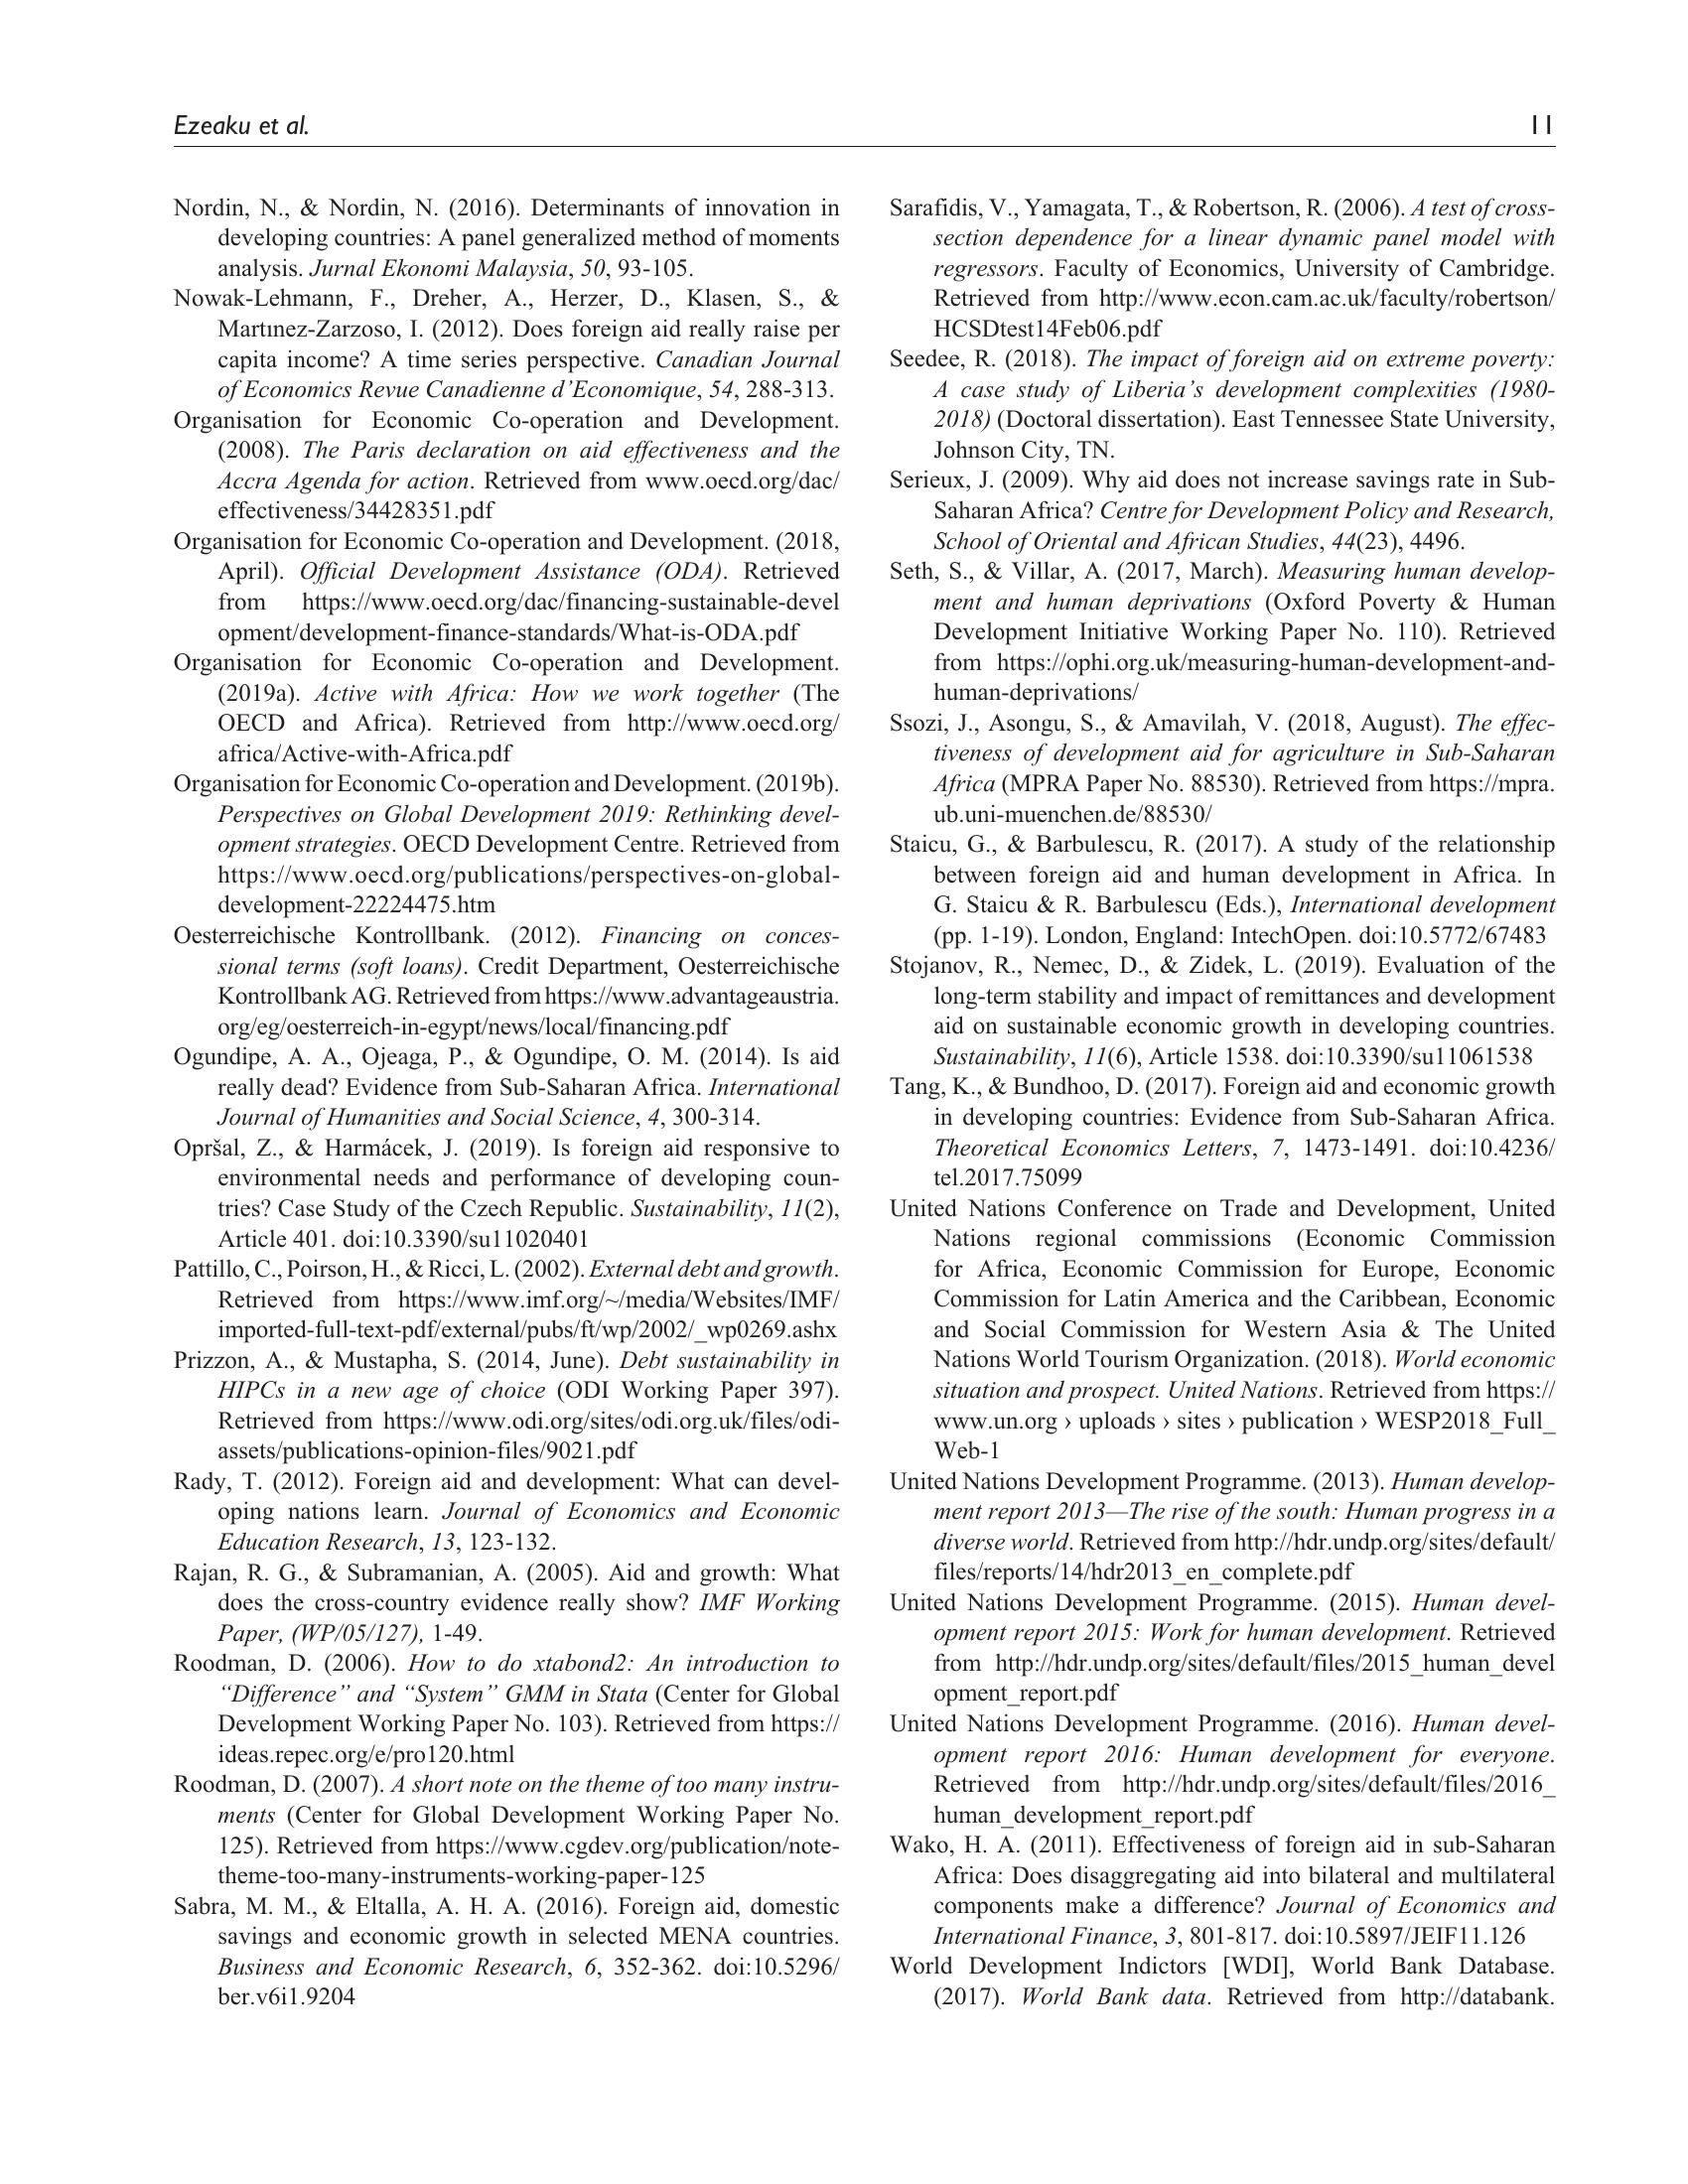 Ezeaku et al.
11
Nordin, N., & Nordin, N. (2016). Determinants of innovation in
developing countries: A panel generalized method of moments
analysis. Jurnal Ekonomi Malaysia, 50, 93-105.
Nowak-Lehmann, F., Dreher, A., Herzer, D., Klasen, S., &
Martınez-Zarzoso, I. (2012). Does foreign aid really raise per
capita income? A time series perspective. Canadian Journal
of Economics Revue Canadienne d’Economique, 54, 288-313.
Organisation for Economic Co-operation and Development.
(2008). The Paris declaration on aid effectiveness and the
Accra Agenda for action. Retrieved from www.oecd.org/dac/
effectiveness/34428351.pdf
Organisation for Economic Co-operation and Development. (2018,
April). Official Development Assistance (ODA). Retrieved
from https://www.oecd.org/dac/financing-sustainable-devel
opment/development-finance-standards/What-is-ODA.pdf
Organisation for Economic Co-operation and Development.
(2019a). Active with Africa: How we work together (The
OECD and Africa). Retrieved from http://www.oecd.org/
africa/Active-with-Africa.pdf
Organisation for Economic Co-operation and Development. (2019b).
Perspectives on Global Development 2019: Rethinking devel-
opment strategies. OECD Development Centre. Retrieved from
https://www.oecd.org/publications/perspectives-on-global-
development-22224475.htm
Oesterreichische Kontrollbank. (2012). Financing on conces-
sional terms (soft loans). Credit Department, Oesterreichische
Kontrollbank AG. Retrieved from https://www.advantageaustria.
org/eg/oesterreich-in-egypt/news/local/financing.pdf
Ogundipe, A. A., Ojeaga, P., & Ogundipe, O. M. (2014). Is aid
really dead? Evidence from Sub-Saharan Africa. International
Journal of Humanities and Social Science, 4, 300-314.
Opršal, Z., & Harmácek, J. (2019). Is foreign aid responsive to
environmental needs and performance of developing coun-
tries? Case Study of the Czech Republic. Sustainability, 11(2),
Article 401. doi:10.3390/su11020401
Pattillo, C., Poirson, H., & Ricci, L. (2002). External debt and growth.
Retrieved from https://www.imf.org/~/media/Websites/IMF/
imported-full-text-pdf/external/pubs/ft/wp/2002/_wp0269.ashx
Prizzon, A., & Mustapha, S. (2014, June). Debt sustainability in
HIPCs in a new age of choice (ODI Working Paper 397).
Retrieved from https://www.odi.org/sites/odi.org.uk/files/odi-
assets/publications-opinion-files/9021.pdf
Rady, T. (2012). Foreign aid and development: What can devel-
oping nations learn. Journal of Economics and Economic
Education Research, 13, 123-132.
Rajan, R. G., & Subramanian, A. (2005). Aid and growth: What
does the cross-country evidence really show? IMF Working
Paper, (WP/05/127), 1-49.
Roodman, D. (2006). How to do xtabond2: An introduction to
“Difference” and “System” GMM in Stata (Center for Global
Development Working Paper No. 103). Retrieved from https://
ideas.repec.org/e/pro120.html
Roodman, D. (2007). A short note on the theme of too many instru-
ments (Center for Global Development Working Paper No.
125). Retrieved from https://www.cgdev.org/publication/note-
theme-too-many-instruments-working-paper-125
Sabra, M. M., & Eltalla, A. H. A. (2016). Foreign aid, domestic
savings and economic growth in selected MENA countries.
Business and Economic Research, 6, 352-362. doi:10.5296/
ber.v6i1.9204
Sarafidis, V., Yamagata, T., & Robertson, R. (2006). A test of cross-
section dependence for a linear dynamic panel model with
regressors. Faculty of Economics, University of Cambridge.
Retrieved from http://www.econ.cam.ac.uk/faculty/robertson/
HCSDtest14Feb06.pdf
Seedee, R. (2018). The impact of foreign aid on extreme poverty:
A case study of Liberia’s development complexities (1980-
2018) (Doctoral dissertation). East Tennessee State University,
Johnson City, TN.
Serieux, J. (2009). Why aid does not increase savings rate in Sub-
Saharan Africa? Centre for Development Policy and Research,
School of Oriental and African Studies, 44(23), 4496.
Seth, S., & Villar, A. (2017, March). Measuring human develop-
ment and human deprivations (Oxford Poverty & Human
Development Initiative Working Paper No. 110). Retrieved
from https://ophi.org.uk/measuring-human-development-and-
human-deprivations/
Ssozi, J., Asongu, S., & Amavilah, V. (2018, August). The effec-
tiveness of development aid for agriculture in Sub-Saharan
Africa (MPRA Paper No. 88530). Retrieved from https://mpra.
ub.uni-muenchen.de/88530/
Staicu, G., & Barbulescu, R. (2017). A study of the relationship
between foreign aid and human development in Africa. In
G. Staicu & R. Barbulescu (Eds.), International development
(pp. 1-19). London, England: IntechOpen. doi:10.5772/67483
Stojanov, R., Nemec, D., & Zidek, L. (2019). Evaluation of the
long-term stability and impact of remittances and development
aid on sustainable economic growth in developing countries.
Sustainability, 11(6), Article 1538. doi:10.3390/su11061538
Tang, K., & Bundhoo, D. (2017). Foreign aid and economic growth
in developing countries: Evidence from Sub-Saharan Africa.
Theoretical Economics Letters, 7, 1473-1491. doi:10.4236/
tel.2017.75099
United Nations Conference on Trade and Development, United
Nations regional commissions (Economic Commission
for Africa, Economic Commission for Europe, Economic
Commission for Latin America and the Caribbean, Economic
and Social Commission for Western Asia & The United
Nations World Tourism Organization. (2018). World economic
situation and prospect. United Nations. Retrieved from https://
www.un.org › uploads › sites › publication › WESP2018_Full_
Web-1
United Nations Development Programme. (2013). Human develop-
ment report 2013—The rise of the south: Human progress in a
diverse world. Retrieved from http://hdr.undp.org/sites/default/
files/reports/14/hdr2013_en_complete.pdf
United Nations Development Programme. (2015). Human devel-
opment report 2015: Work for human development. Retrieved
from http://hdr.undp.org/sites/default/files/2015_human_devel
opment_report.pdf
United Nations Development Programme. (2016). Human devel-
opment report 2016: Human development for everyone.
Retrieved from http://hdr.undp.org/sites/default/files/2016_
human_development_report.pdf
Wako, H. A. (2011). Effectiveness of foreign aid in sub-Saharan
Africa: Does disaggregating aid into bilateral and multilateral
components make a difference? Journal of Economics and
International Finance, 3, 801-817. doi:10.5897/JEIF11.126
World Development Indictors [WDI], World Bank Database.
(2017). World Bank data. Retrieved from http://databank.